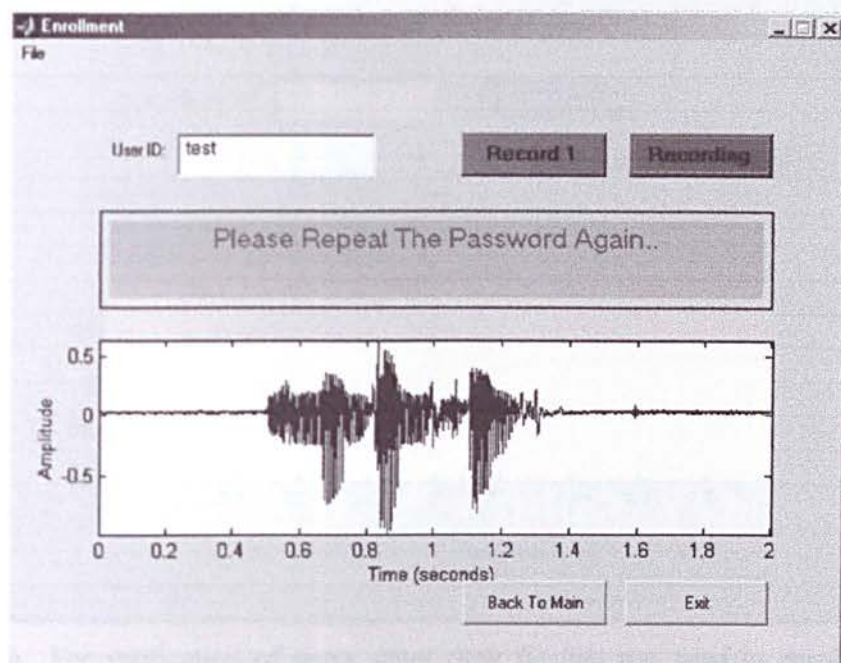 Enrollment
File
User ID: test Record 1 Recording
Please Repeat The Password Again..
0.5
0
-0.5
Amplitude
0 0.2 0.4 0.6 0.8 1 1.2 1.4 1.6 1.8 2
Time (seconds)
Back To Main Exit